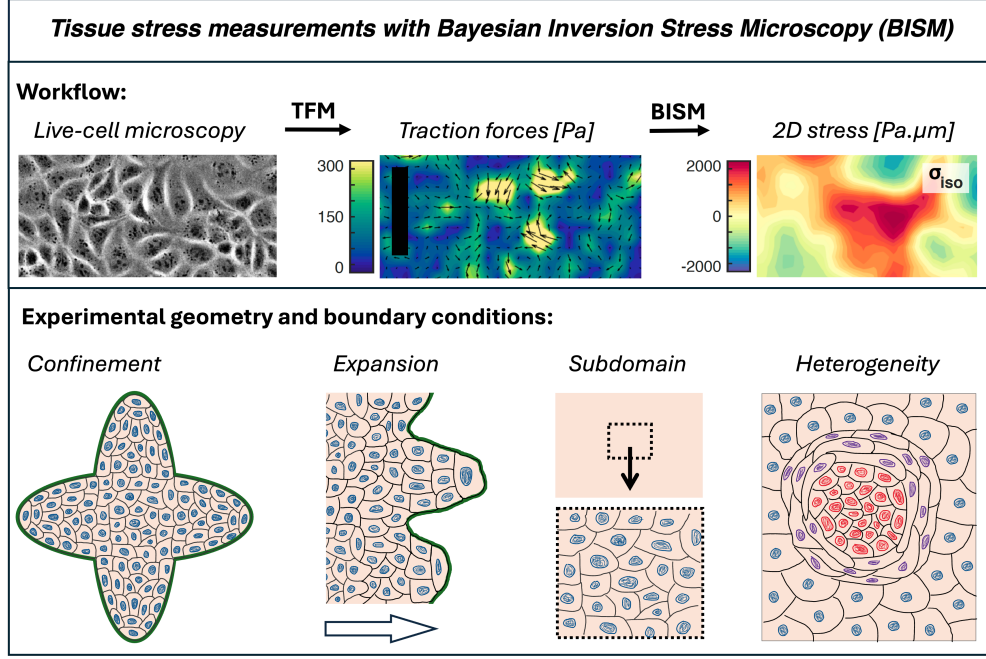 Tissue stress measurements with Bayesian Inversion Stress Microscopy (BISM)
Workflow:
TFM
BISM
Live-cell microscopy
Traction forces [Pa]
2D stress [Pa.µm]
300
150
0
2000
0
-2000
σiso
Experimental geometry and boundary conditions:
Confinement
Expansion
Subdomain
Heterogeneity